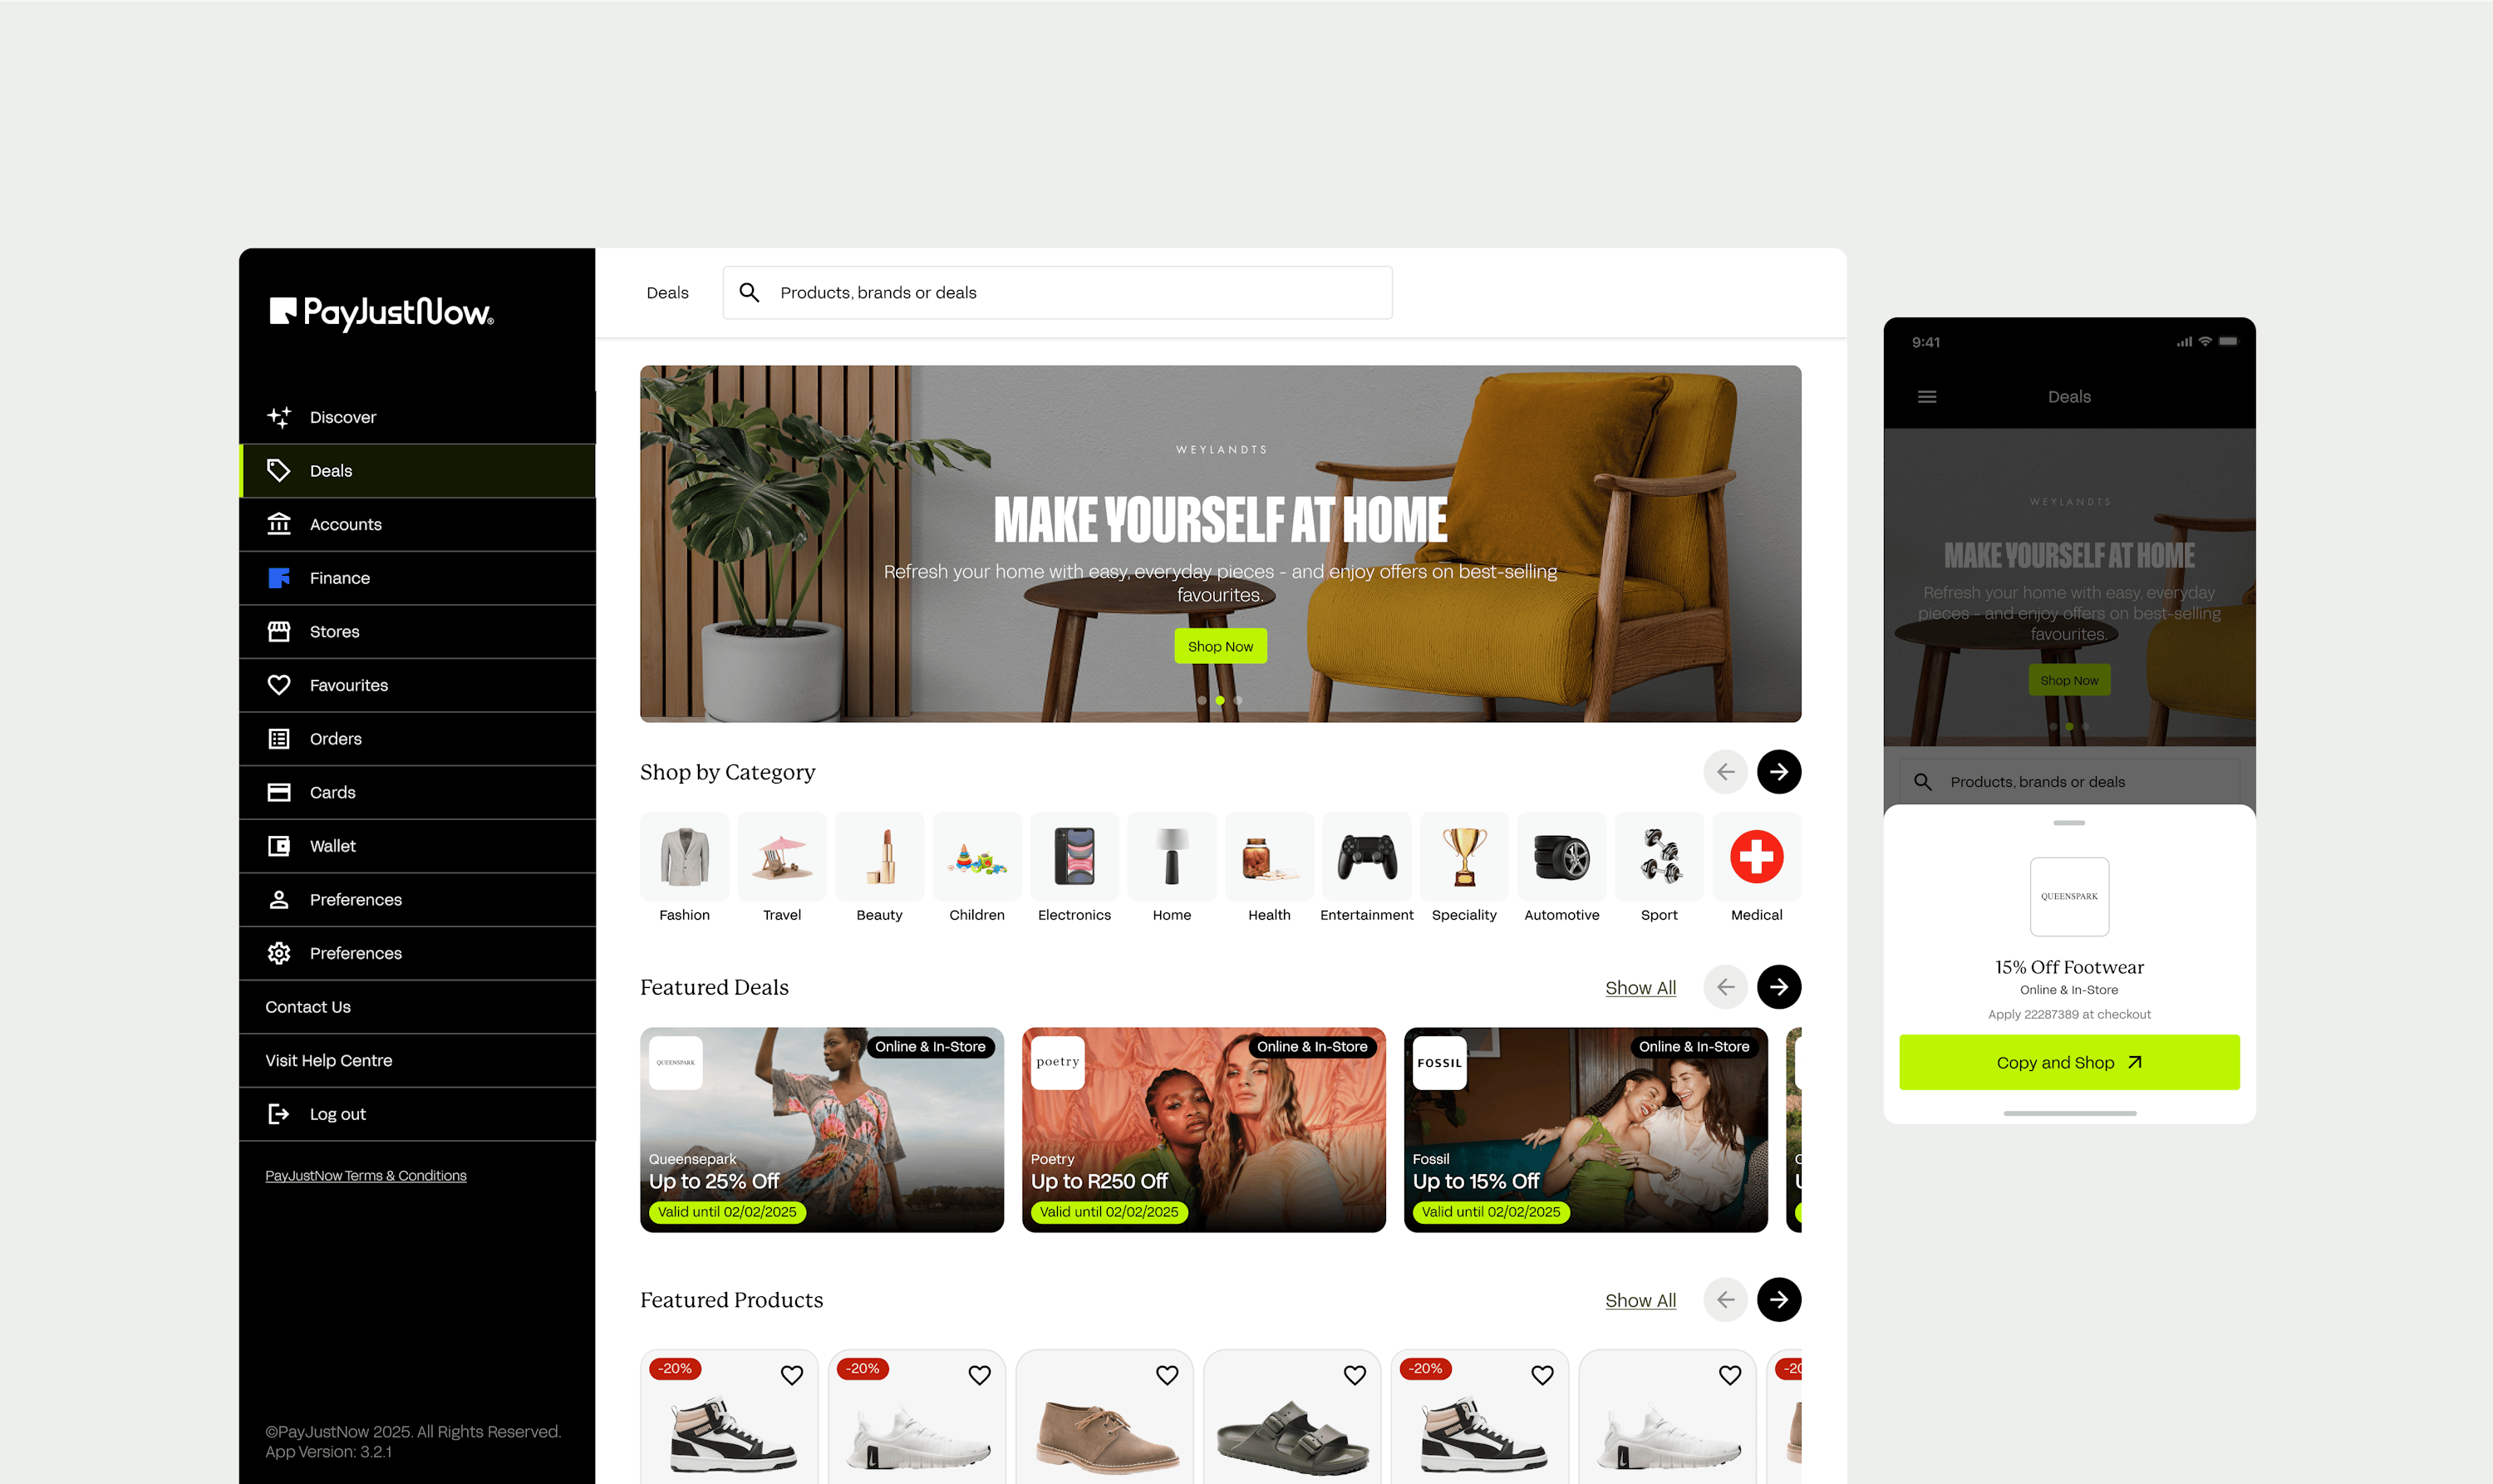 PayJustNow®
Discover
Deals
Accounts
Finance
Stores
Favourites
Orders
Cards
Wallet
Preferences
Preferences
Contact Us
Visit Help Centre
Log out
PayJustNow Terms & Conditions
©PayJustNow 2025. All Rights Reserved.
App Version: 3.2.1
Deals
Products, brands or deals
WEYLANDTS
MAKE YOURSELF AT HOME
Refresh your home with easy, everyday pieces - and enjoy offers on best-selling
favourites.
Shop Now
Shop by Category
Fashion
Travel
Beauty
Children
Electronics
Home
Health
Entertainment
Speciality
Automotive
Sport
Medical
Featured Deals
Show All
QUEENSPARK
Online & In-Store
Queensepark
Up to 25% Off
Valid until 02/02/2025
poetry
Online & In-Store
Poetry
Up to R250 Off
Valid until 02/02/2025
FOSSIL
Online & In-Store
Fossil
Up to 15% Off
Valid until 02/02/2025
Featured Products
Show All
-20%
-20%
-20%
9:41
Deals
WEYLANDTS
MAKE YOURSELF AT HOME
Refresh your home with easy, everyday
pieces - and enjoy offers on best-selling
favourites.
Shop Now
Products, brands or deals
QUEENSPARK
15% Off Footwear
Online & In-Store
Apply 22287389 at checkout
Copy and Shop